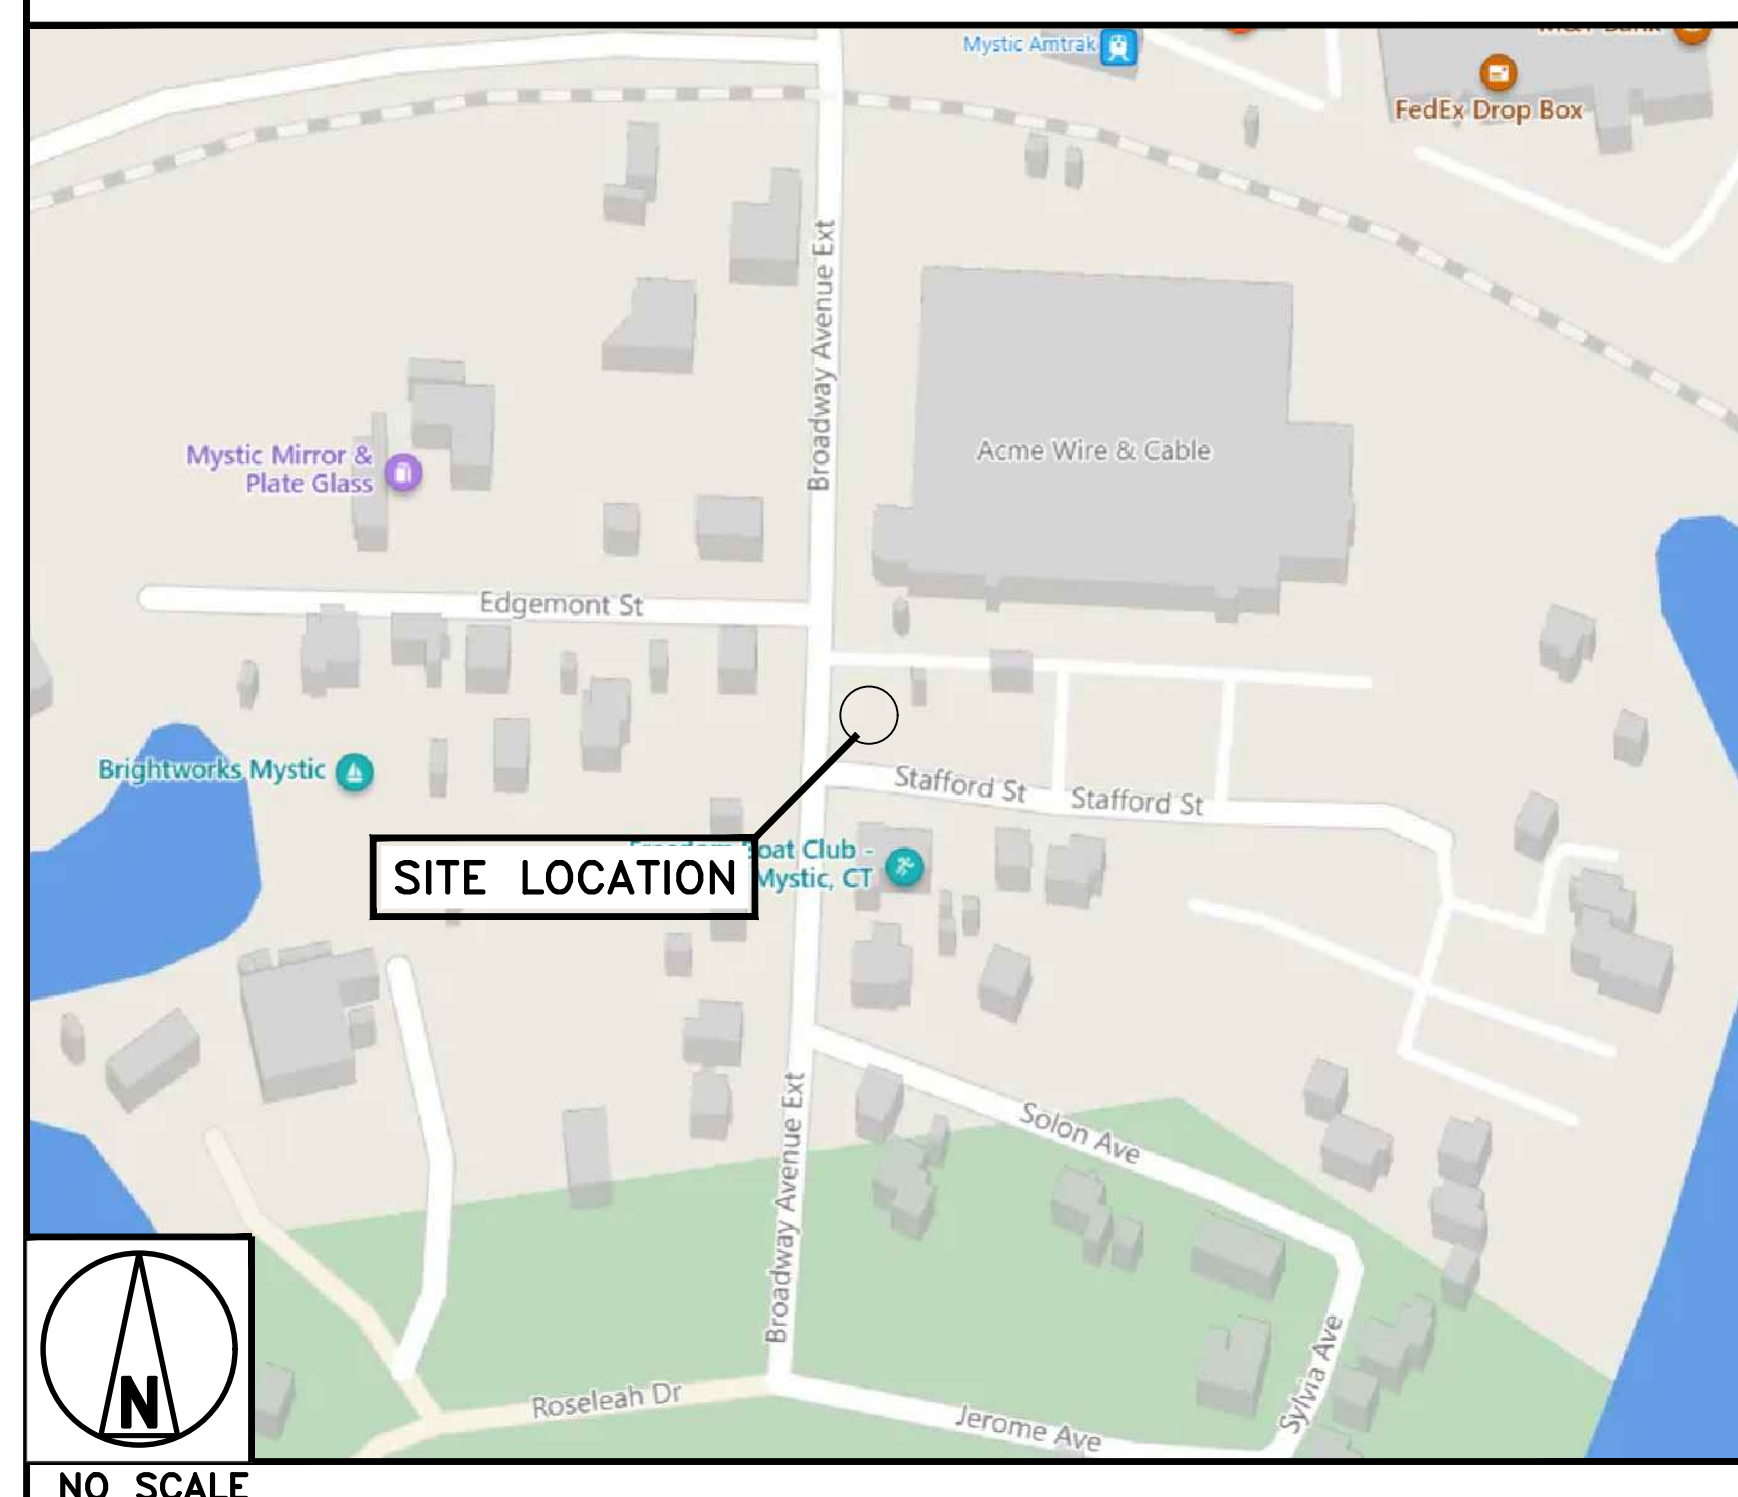 Mystic Amtrak
FedEx Drop Box
Broadway Avenue Ext
Acme Wire & Cable
Mystic Mirror &
Plate Glass
Edgemont St
Brightworks Mystic
Stafford St
Stafford St
SITE LOCATION
Boat Club -
Mystic, CT
Broadway Avenue Ext
Solon Ave
Sylvia Ave
Roseleah Dr
Jerome Ave
N
NO SCALE